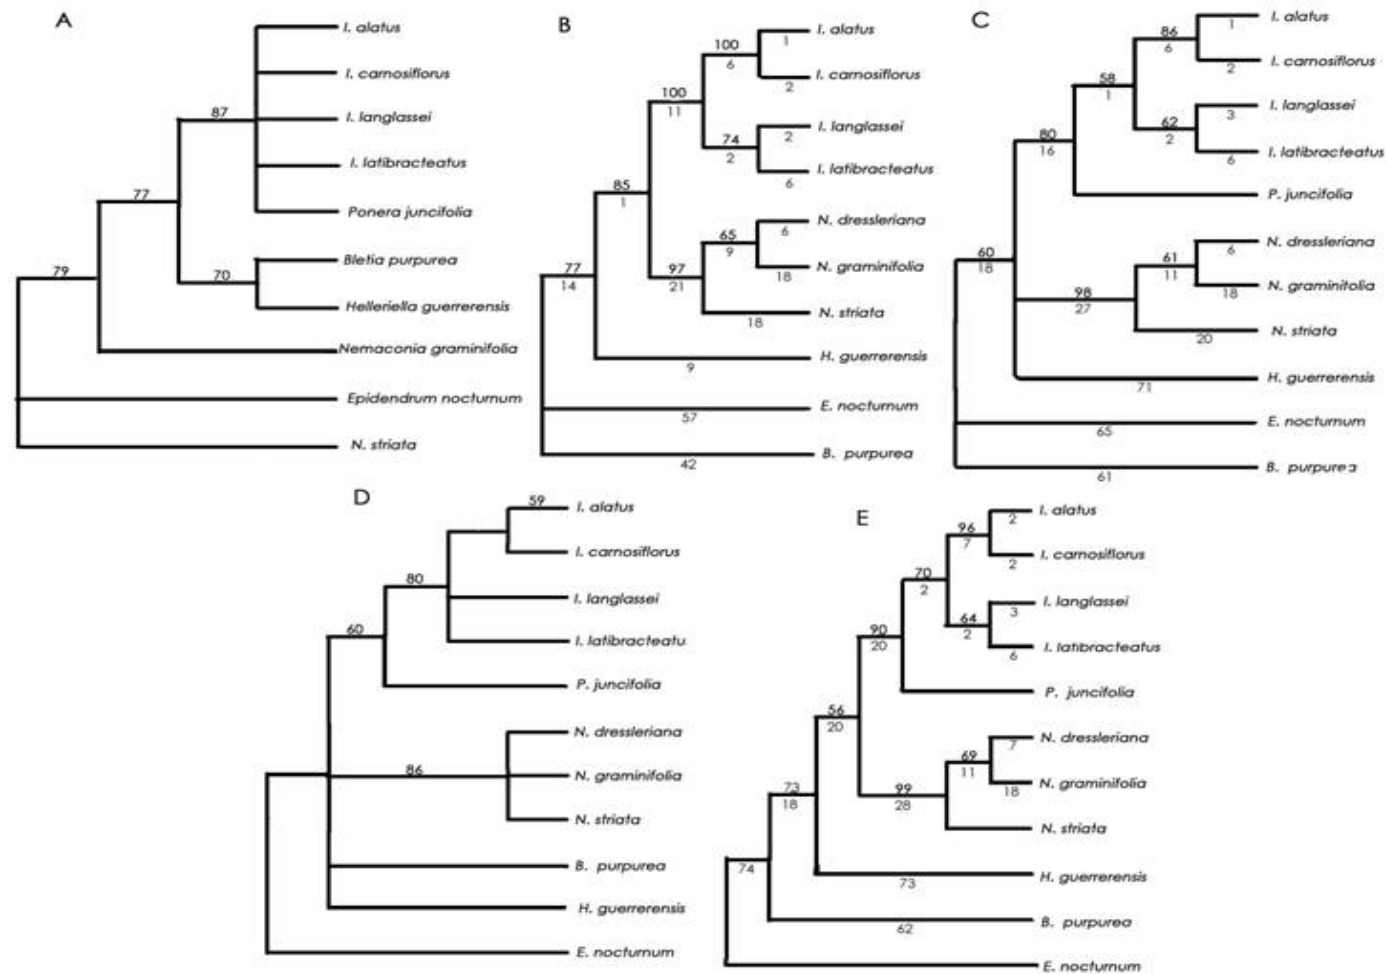 A
I. alatus
I. carnosiflorus
87
I. langlassei
I. latibracteatus
77
Ponera juncifolia
Bletia purpurea
79
70
Helleriella guerrerensis
Nemaconia graminifolia
Epidendrum nocturnum
N. striata
B
I. alatus
100
1
6
I. carnosiflorus
2
100
11
I. langlassei
74
2
2
I. latibracteatus
6
85
1
N. dressleriana
65
6
9
N. graminifolia
77
97
18
14
21
N. striata
18
H. guerrerensis
9
E. nocturnum
57
B. purpurea
42
C
I. alatus
86
1
6
I. carnosiflorus
2
58
1
I. langlassei
62
3
2
I. latibracteatus
6
80
16
P. juncifolia
N. dressleriana
61
6
11
N. graminitolia
18
60
18
98
27
N. striata
20
H. guerrerensis
71
E. nocturnum
65
B. purpurea
61
D
59
I. alatus
I. carnosiflorus
80
I. langlassei
I. latibracteatu
60
P. juncifolia
N. dressleriana
86
N. graminifolia
N. striata
B. purpurea
H. guerrerensis
E. nocturnum
E
I. alatus
96
2
7
I. carnosiflorus
2
70
2
I. langlassei
64
3
2
I. latibracteatus
6
90
20
P. juncifolia
56
20
N. dressleriana
69
7
11
N. graminifolia
18
73
18
99
28
N. striata
74
H. guerrerensis
73
B. purpurea
62
E. nocturnum